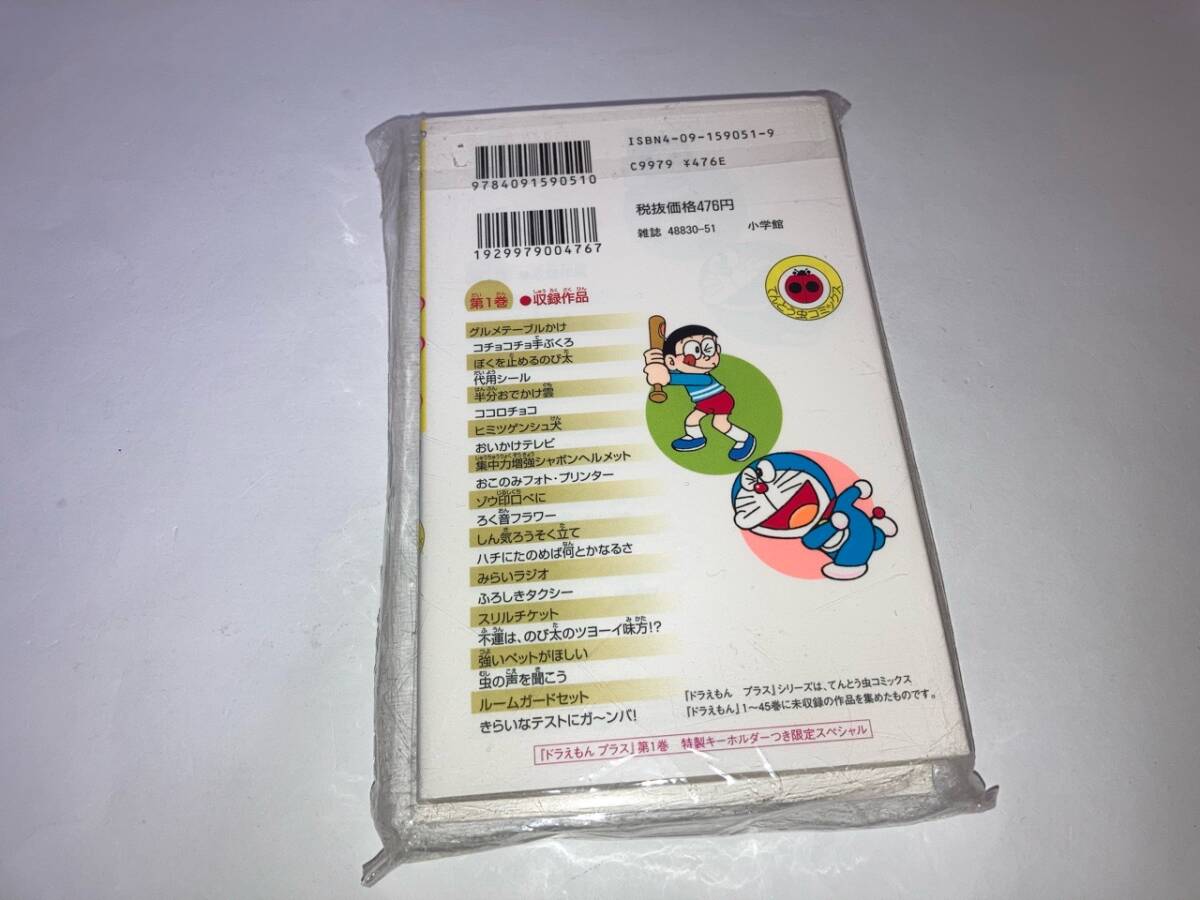 ISBN4-09-159051-9
C9979 ¥476E
9784091590510
税抜価格476円
1929979004767
雑誌 48830-51 小学館
第1巻 ●収録作品
てんとう虫コミックス
グルメテーブルかけ
コチョコチョ手ぶくろ
ぼくを止めるのび太
代用シール
半分おでかけ雲
ココロチョコ
ヒミツゲンシュ犬
おいかけテレビ
集中力増強シャボンヘルメット
おこのみフォト・プリンター
ゾウ印口べに
ろく音フラワー
しん気ろうそく立て
ハチにたのめば何とかなるさ
みらいラジオ
ふろしきタクシー
スリルチケット
不運は、のび太のツヨーイ味方!?
強いペットがほしい
虫の声を聞こう
ルームガードセット
きらいなテストにガ〜ンバ!
『ドラえもん プラス』シリーズは、てんとう虫コミックス
『ドラえもん』1〜45巻に未収録の作品を集めたものです。
『ドラえもん プラス』第1巻 特製キーホルダーつき限定スペシャル